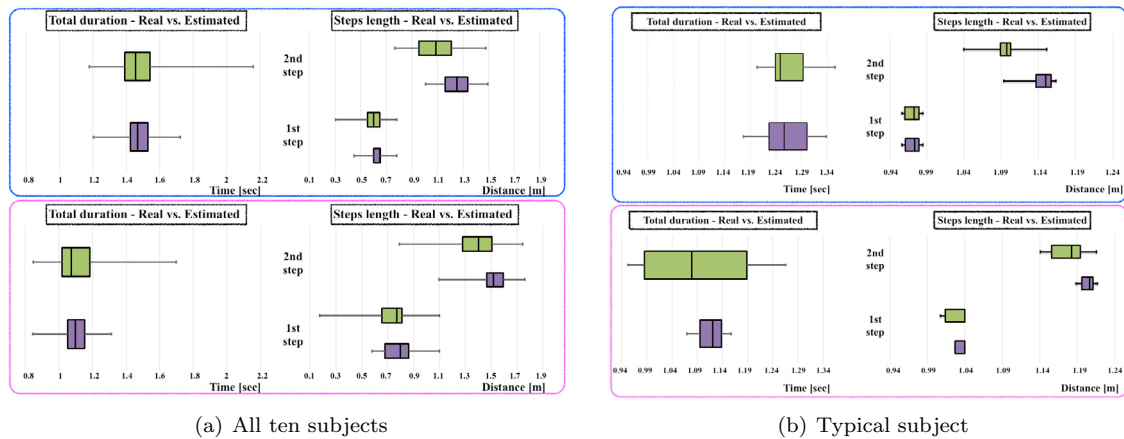 Total duration - Real vs. Estimated
Steps length - Real vs. Estimated
2nd
step
1st
step
0.8 1 1.2 1.4 1.6 1.8 2 2.2
Time [sec]
0.1 0.3 0.5 0.7 0.9 1.1 1.3 1.5 1.7 1.9
Distance [m]
Total duration - Real vs. Estimated
Steps length - Real vs. Estimated
2nd
step
1st
step
0.8 1 1.2 1.4 1.6 1.8 2 2.2
Time [sec]
0.1 0.3 0.5 0.7 0.9 1.1 1.3 1.5 1.7 1.9
Distance [m]
(a) All ten subjects
Total duration - Real vs. Estimated
Steps length - Real vs. Estimated
2nd
step
1st
step
0.94 0.99 1.04 1.09 1.14 1.19 1.24 1.29 1.34
Time [sec]
0.94 0.99 1.04 1.09 1.14 1.19 1.24
Distance [m]
Total duration - Real vs. Estimated
Steps length - Real vs. Estimated
2nd
step
1st
step
0.94 0.99 1.04 1.09 1.14 1.19 1.24 1.29 1.34
Time [sec]
0.94 0.99 1.04 1.14 1.19 1.24
Distance [m]
(b) Typical subject